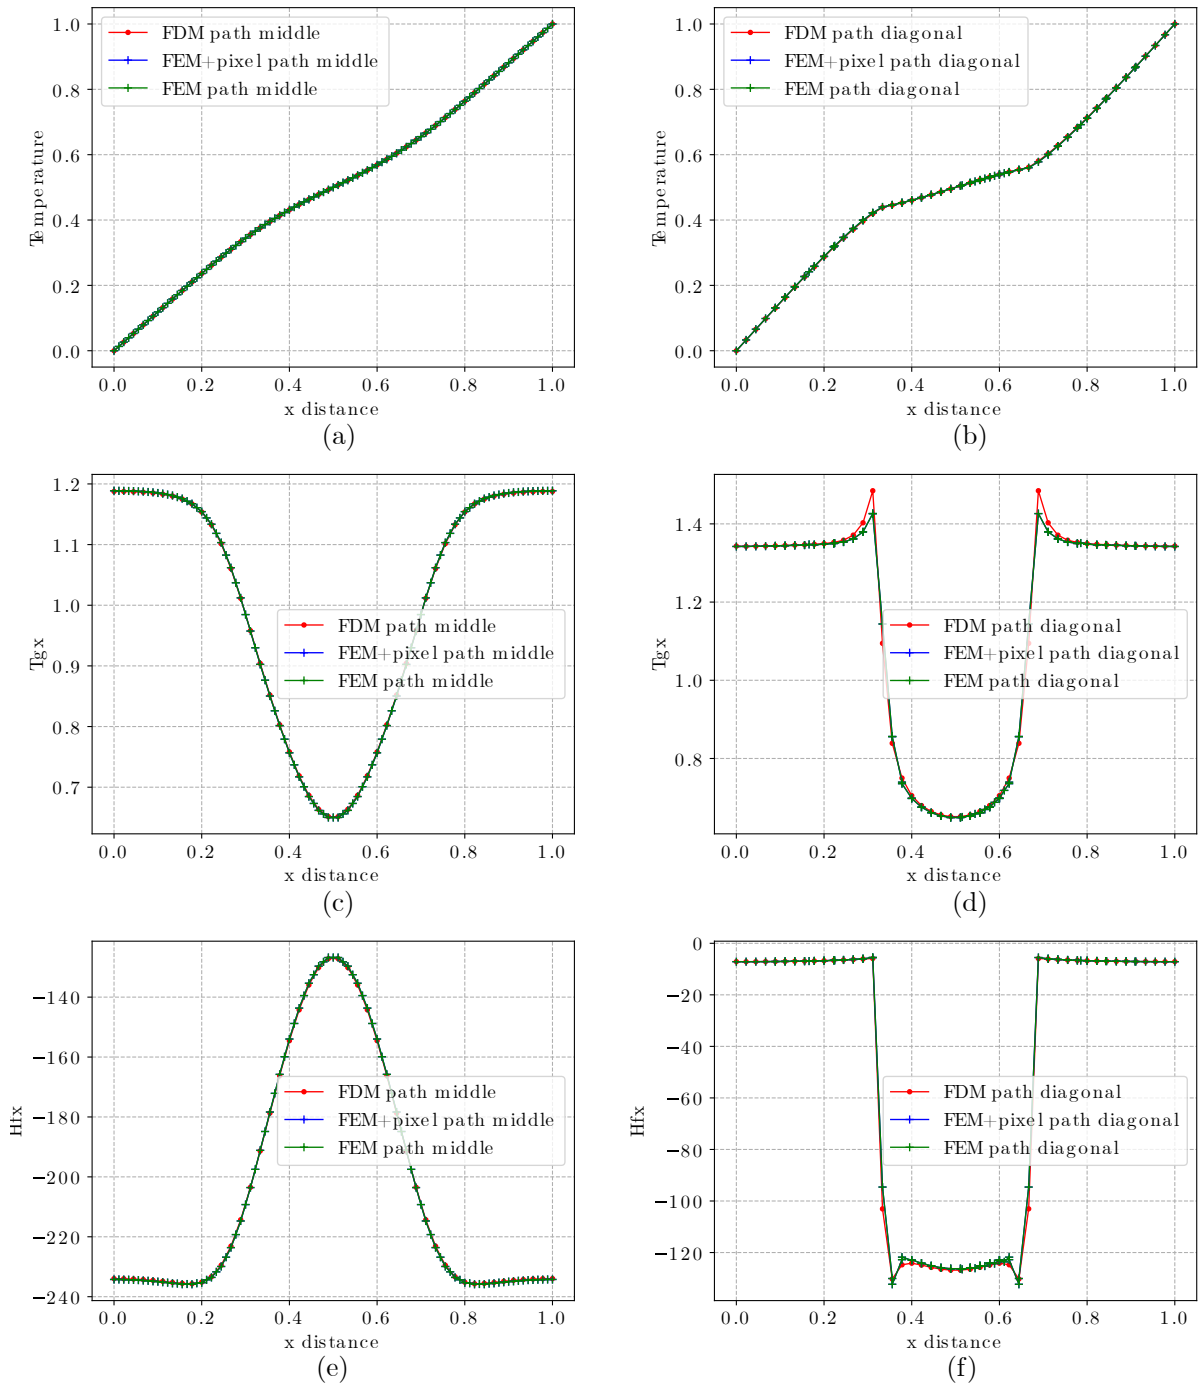 1.0
0.8
0.6
0.4
0.2
0.0
Temperature
FDM path middle
FEM+pixel path middle
FEM path middle
0.0 0.2 0.4 0.6 0.8 1.0
x distance
(a)
1.0
0.8
0.6
0.4
0.2
0.0
Temperature
FDM path diagonal
FEM+pixel path diagonal
FEM path diagonal
0.0 0.2 0.4 0.6 0.8 1.0
x distance
(b)
1.2
1.1
1.0
0.9
0.8
0.7
Tgx
FDM path middle
FEM+pixel path middle
FEM path middle
0.0 0.2 0.4 0.6 0.8 1.0
x distance
(c)
1.4
1.2
1.0
0.8
Tgx
FDM path diagonal
FEM+pixel path diagonal
FEM path diagonal
0.0 0.2 0.4 0.6 0.8 1.0
x distance
(d)
−140
−160
−180
−200
−220
−240
Hfx
FDM path middle
FEM+pixel path middle
FEM path middle
0.0 0.2 0.4 0.6 0.8 1.0
x distance
(e)
0
−20
−40
−60
−80
−100
−120
Hfx
FDM path diagonal
FEM+pixel path diagonal
FEM path diagonal
0.0 0.2 0.4 0.6 0.8 1.0
x distance
(f)